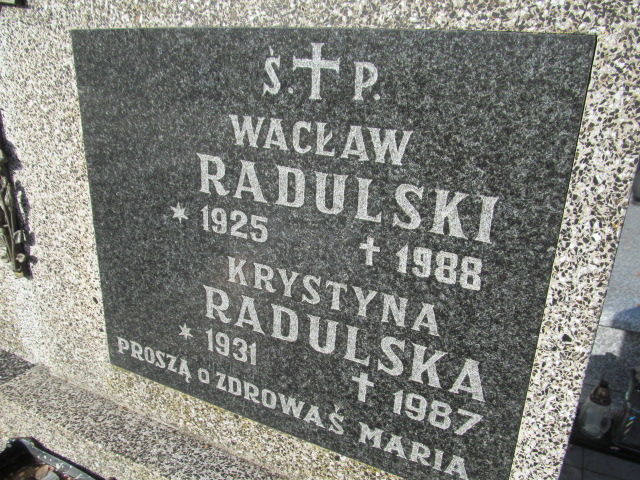 Ś. † P.
WACŁAW
RADULSKI
* 1925
† 1988
KRYSTYNA
RADULSKA
* 1931
† 1987
PROSZĄ O ZDROWAŚ MARIA